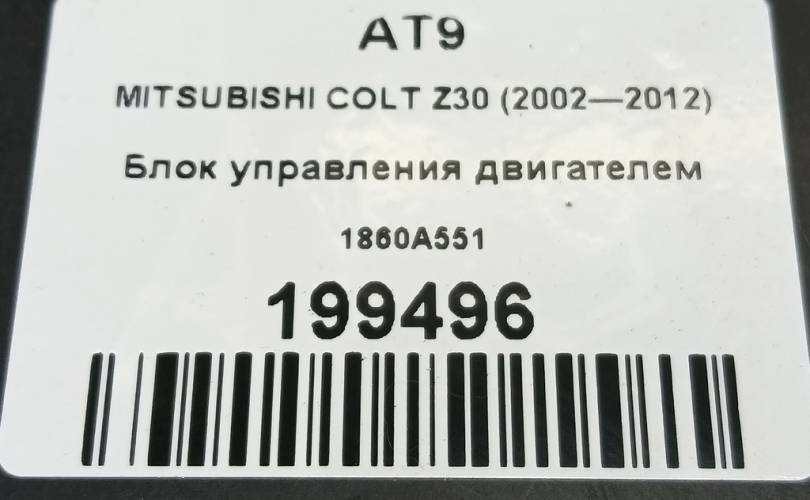 AT9
MITSUBISHI COLT Z30 (2002—2012)
Блок управления двигателем
1860A551
199496